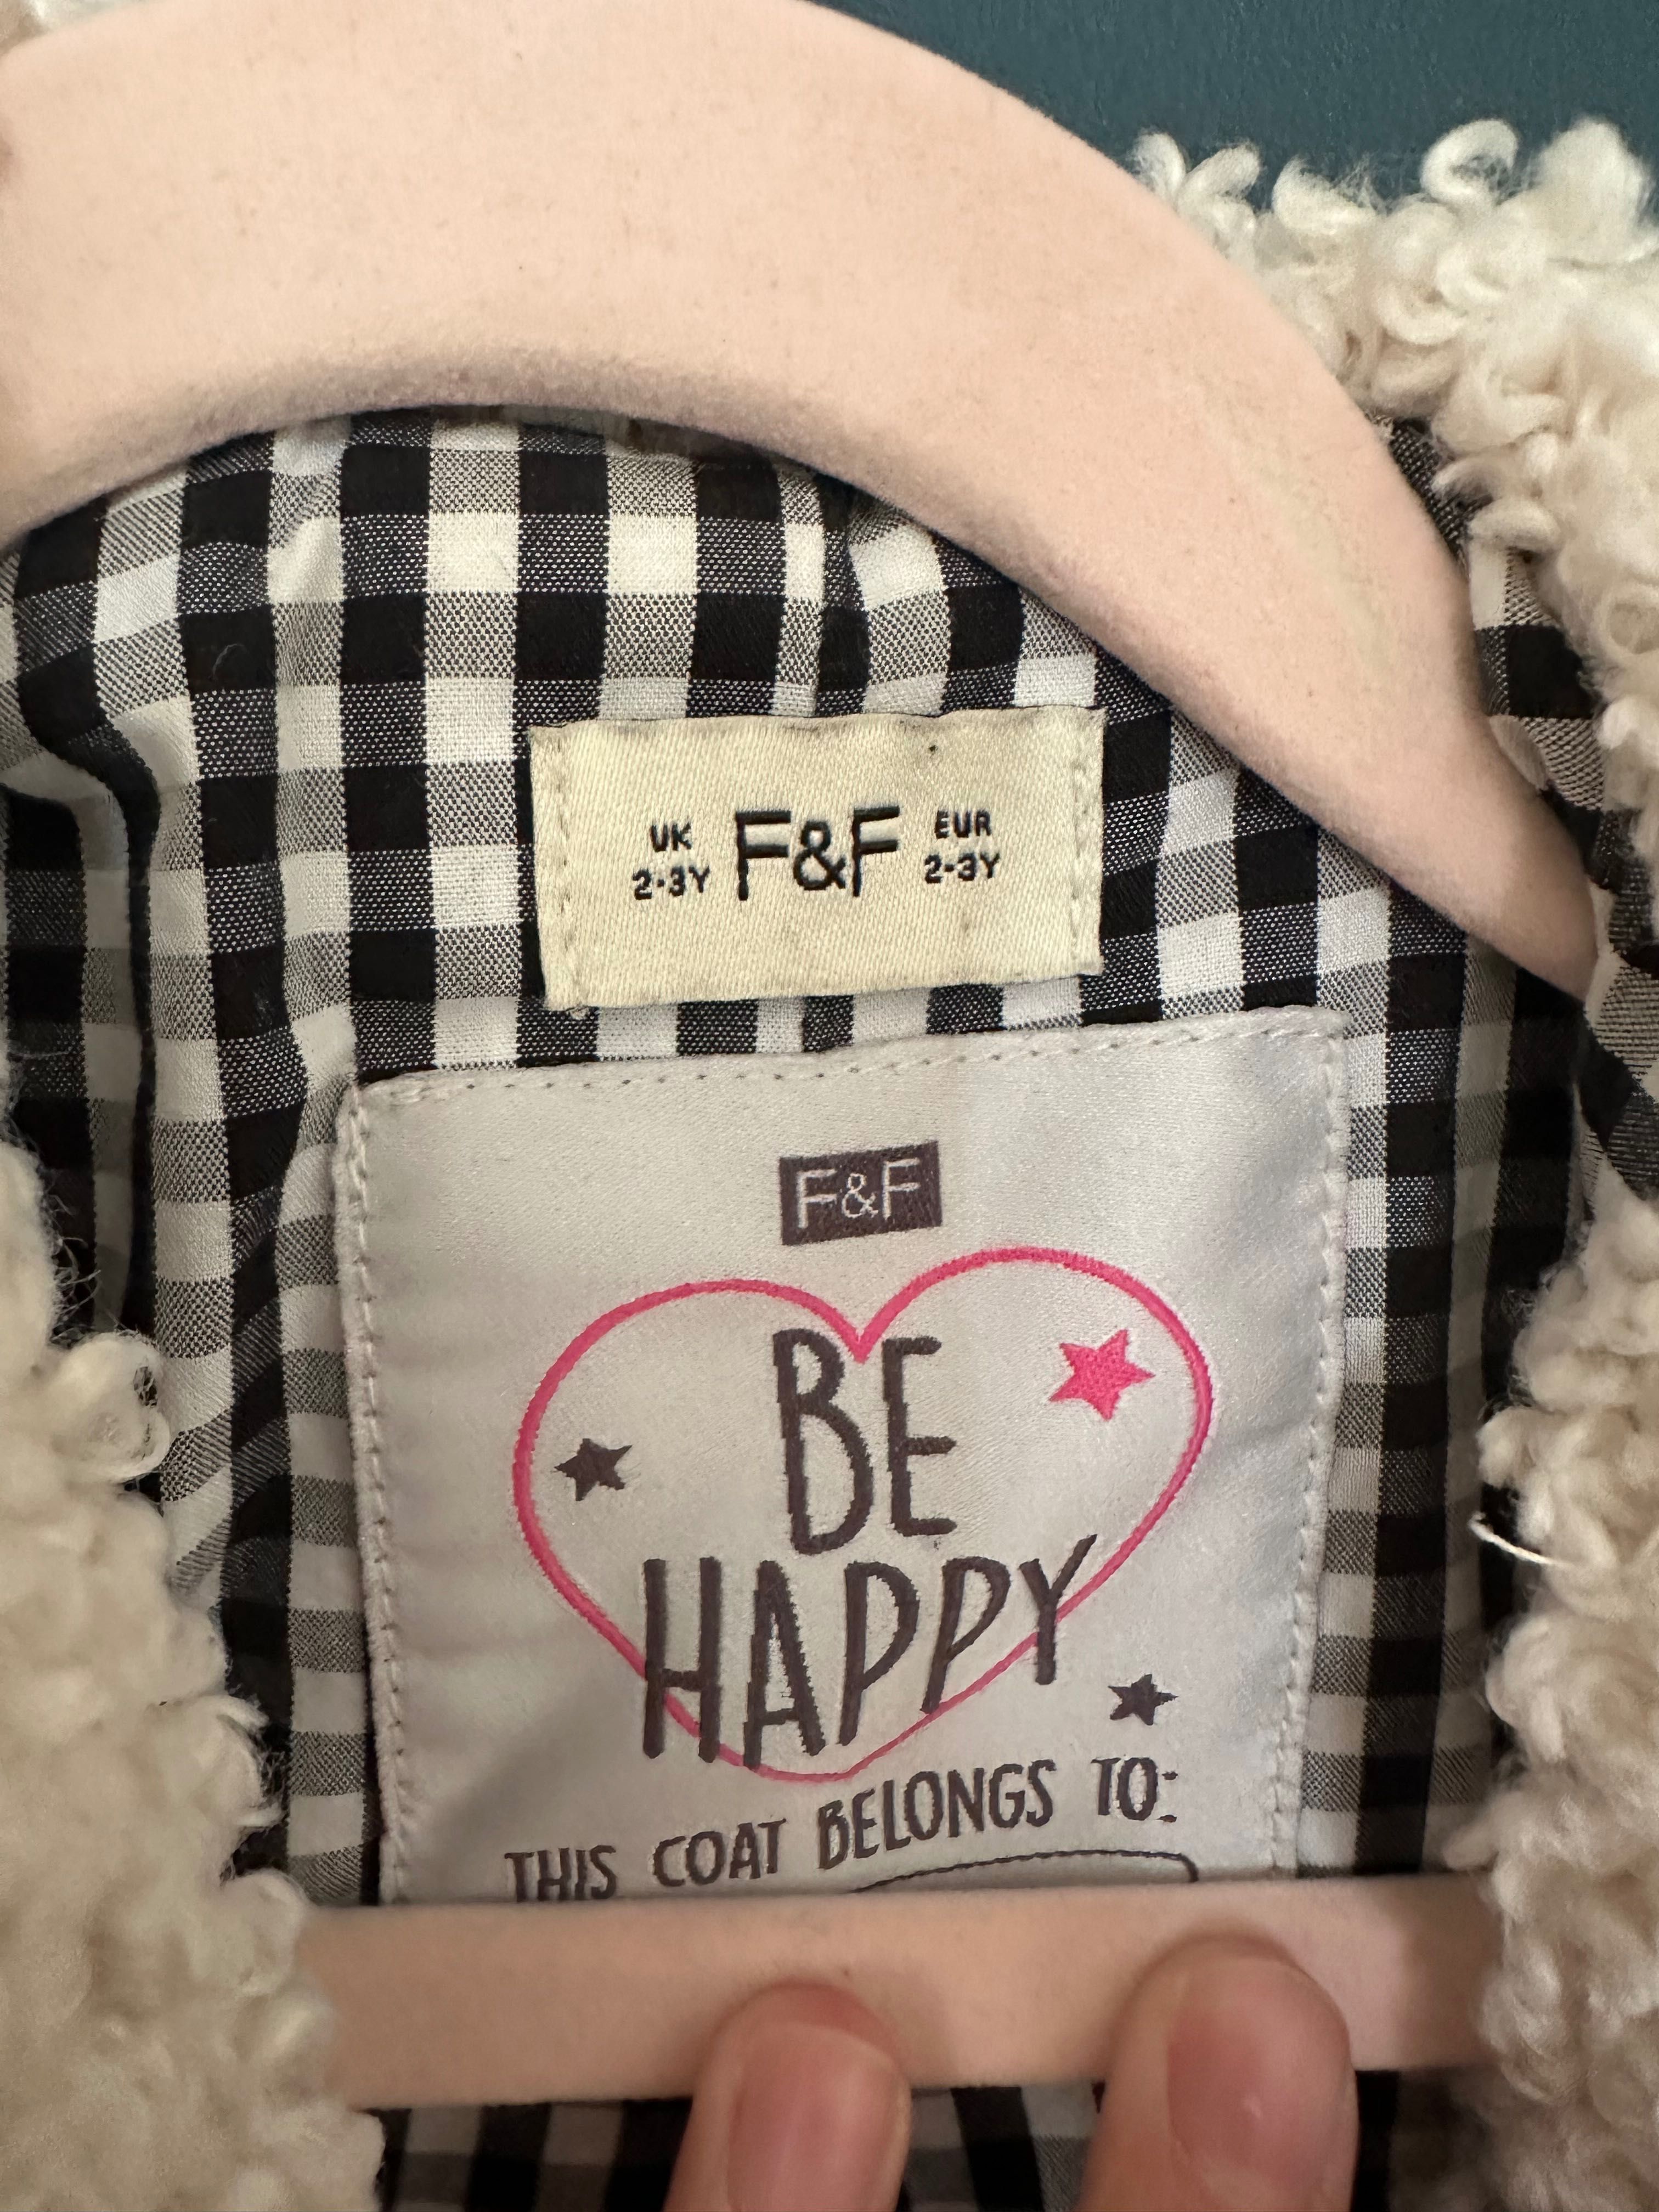 UK F&F EUR
2-3Y 2-3Y
F&F
BE
HAPPY
THIS COAT BELONGS TO: